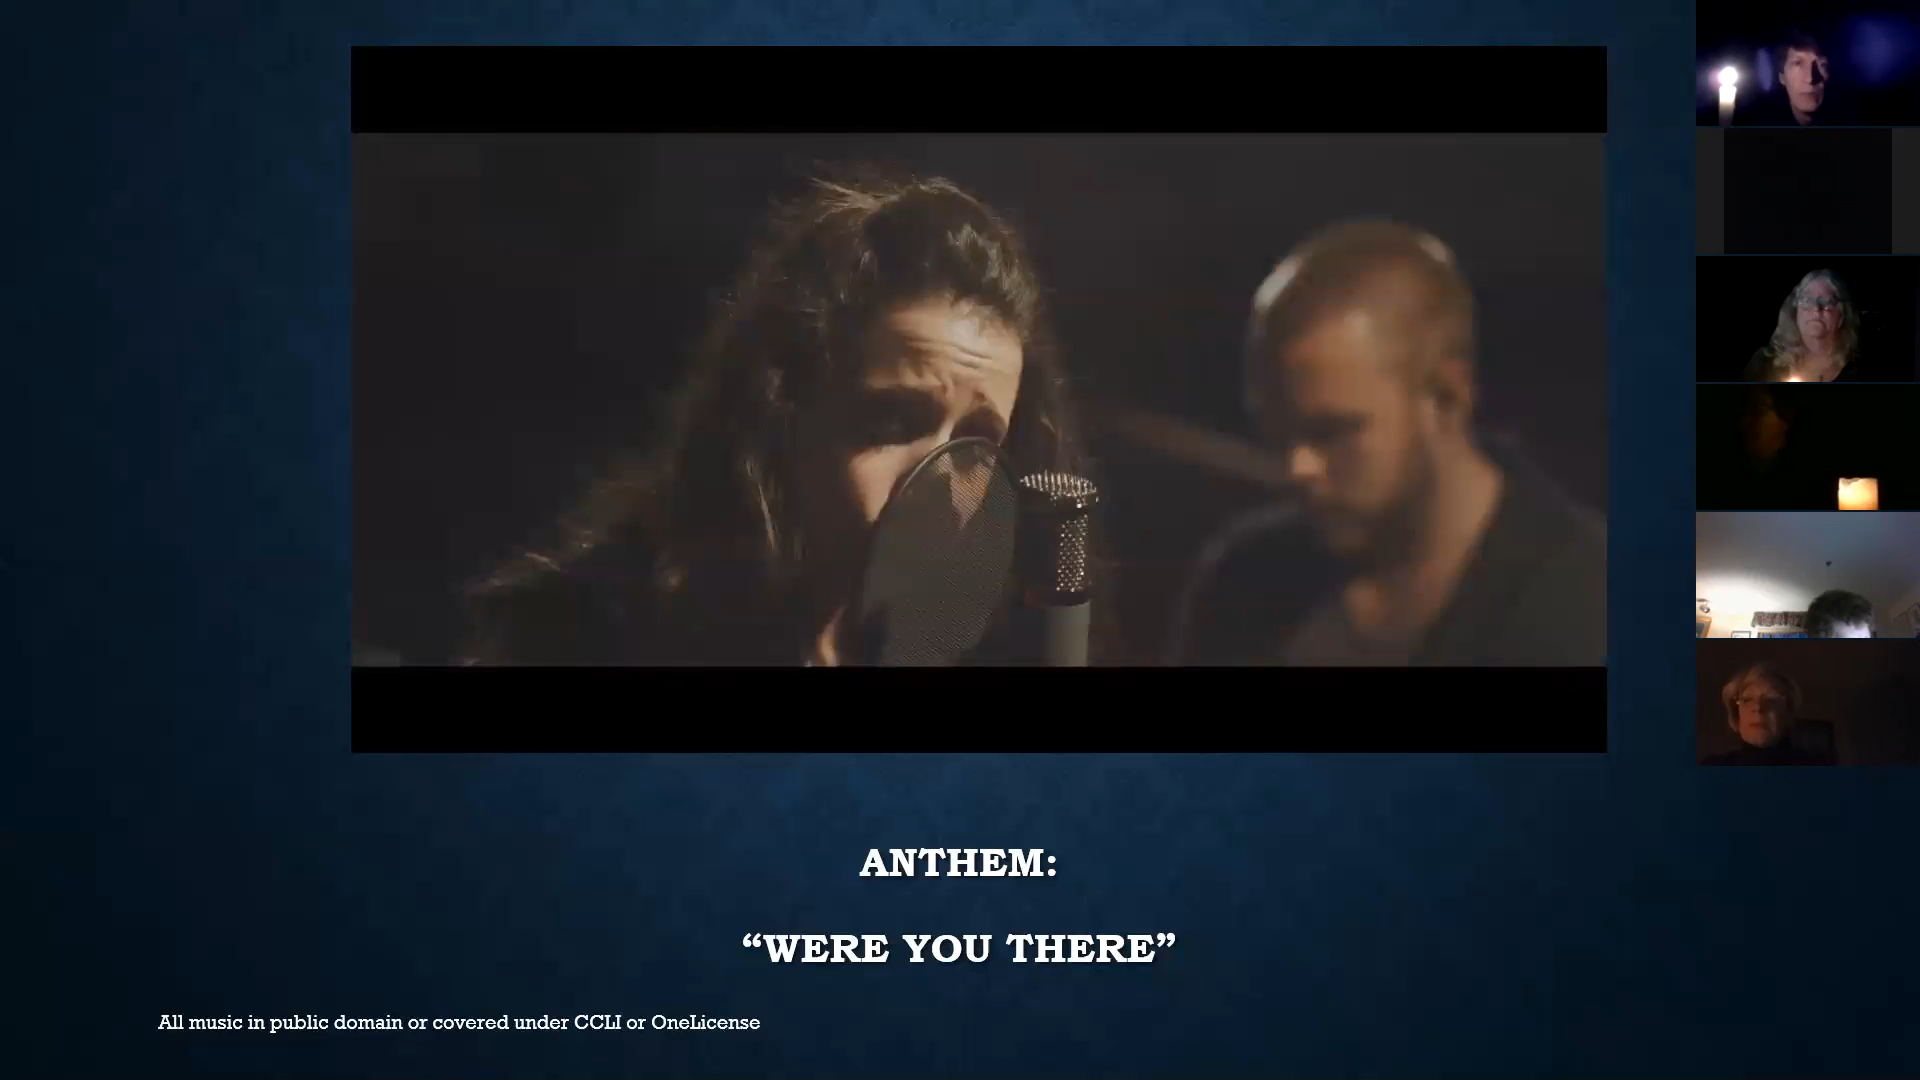 ANTHEM:
“WERE YOU THERE”
All music in public domain or covered under CCLI or OneLicense